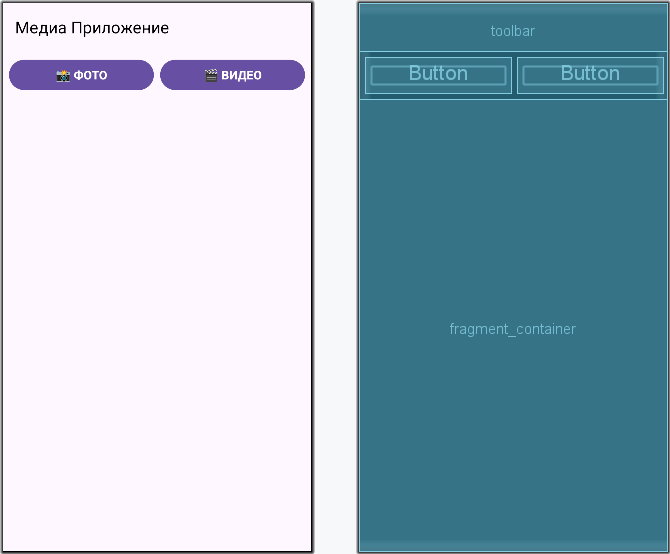 Медиа Приложение
📸 ФОТО
🎬 ВИДЕО
toolbar
Button
Button
fragment_container